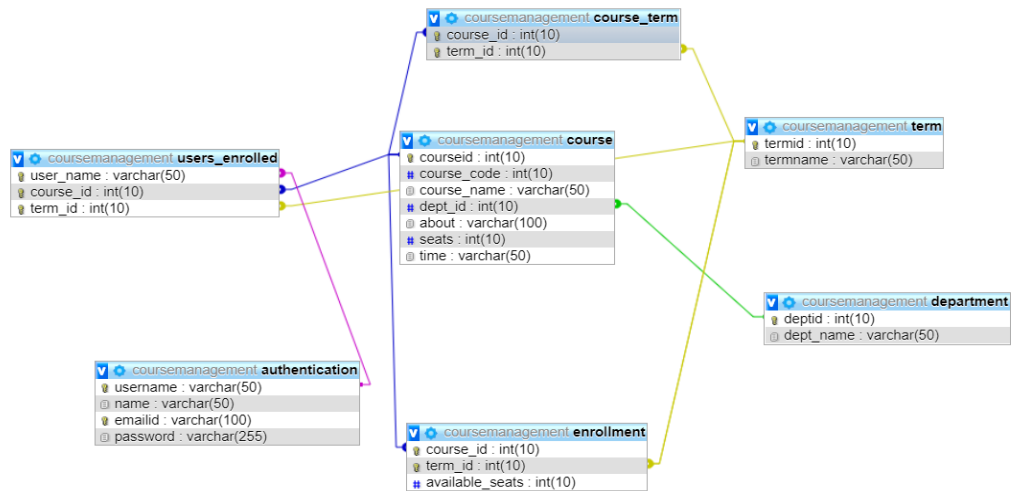 coursemanagement course_term
course_id : int(10)
term_id : int(10)
coursemanagement course
courseid : int(10)
course_code : int(10)
course_name : varchar(50)
dept_id : int(10)
about : varchar(100)
seats : int(10)
time : varchar(50)
coursemanagement term
termid : int(10)
termname : varchar(50)
coursemanagement users_enrolled
user_name : varchar(50)
course_id : int(10)
term_id : int(10)
coursemanagement department
deptid : int(10)
dept_name : varchar(50)
coursemanagement authentication
username : varchar(50)
name : varchar(50)
emailid : varchar(100)
password : varchar(255)
coursemanagement enrollment
course_id : int(10)
term_id : int(10)
available_seats : int(10)